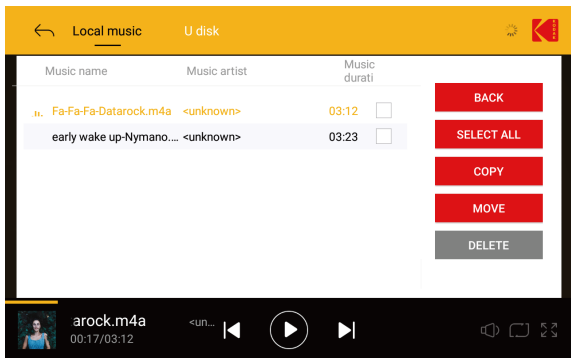 Local music
U disk
Music name
Music artist
Music
durati
Fa-Fa-Fa-Datarock.m4a <unknown> 03:12
early wake up-Nymano.... <unknown> 03:23
BACK
SELECT ALL
COPY
MOVE
DELETE
arock.m4a
<un...
00:17/03:12